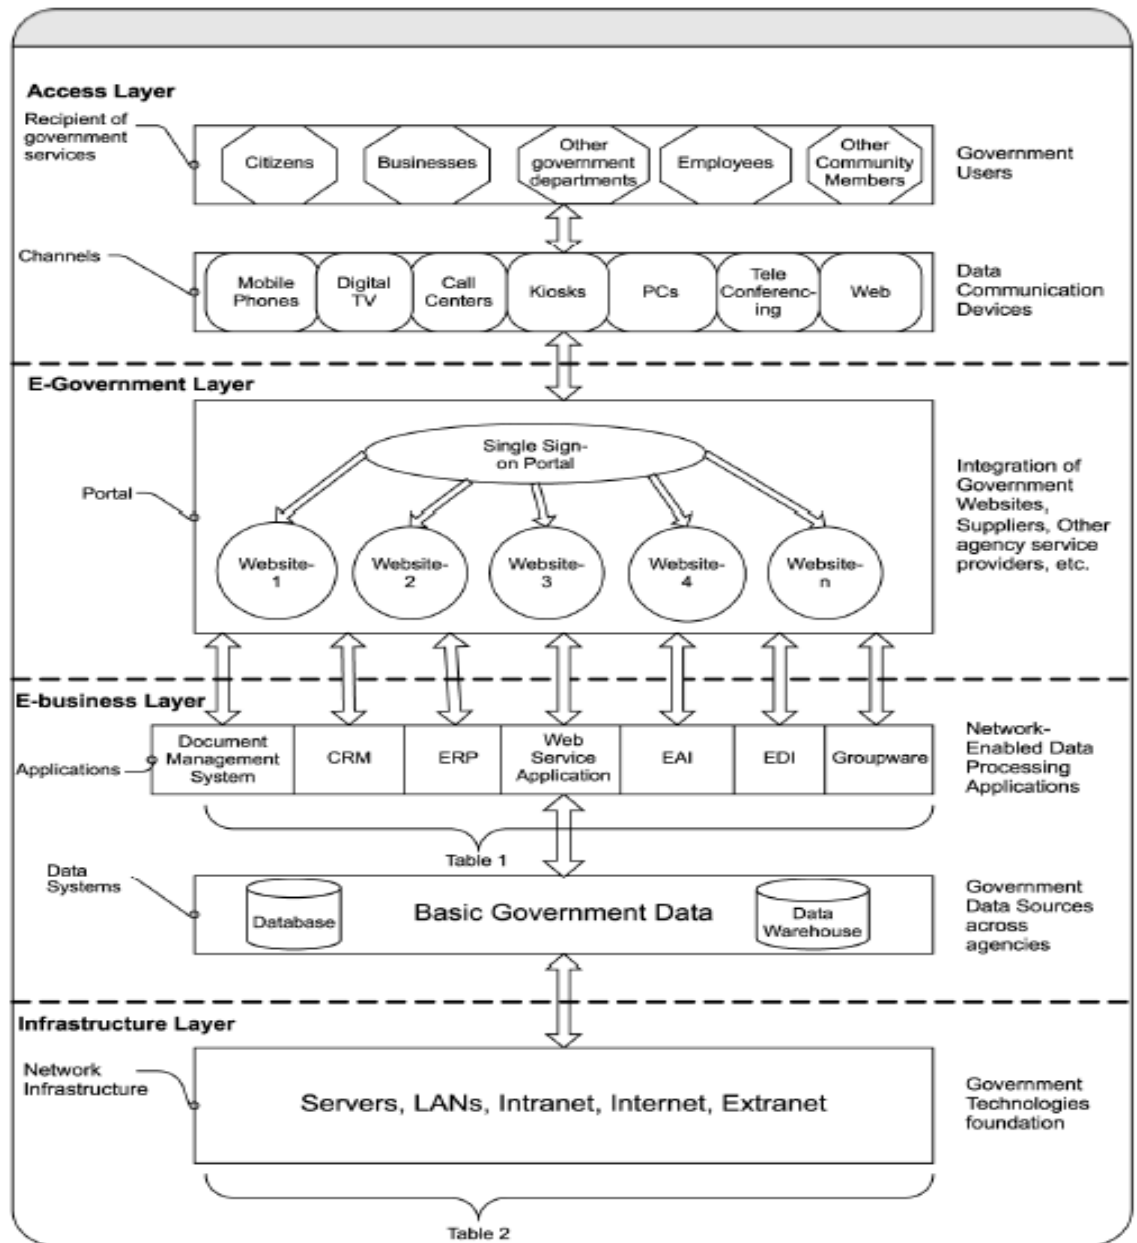 Access Layer
Recipient of
government
services
Citizens
Businesses
Other
government
departments
Employees
Other
Community
Members
Government
Users
Channels
Mobile
Phones
Digital
TV
Call
Centers
Kiosks
PCs
Tele
Conferenc-
ing
Web
Data
Communication
Devices
E-Government Layer
Portal
Single Sign-
on Portal
Website-
1
Website-
2
Website-
3
Website-
4
Website-
n
Integration of
Government
Websites,
Suppliers, Other
agency service
providers, etc.
E-business Layer
Applications
Document
Management
System
CRM
ERP
Web
Service
Application
EAI
EDI
Groupware
Network-
Enabled Data
Processing
Applications
Table 1
Data
Systems
Database
Basic Government Data
Data
Warehouse
Government
Data Sources
across
agencies
Infrastructure Layer
Network
Infrastructure
Servers, LANs, Intranet, Internet, Extranet
Government
Technologies
foundation
Table 2